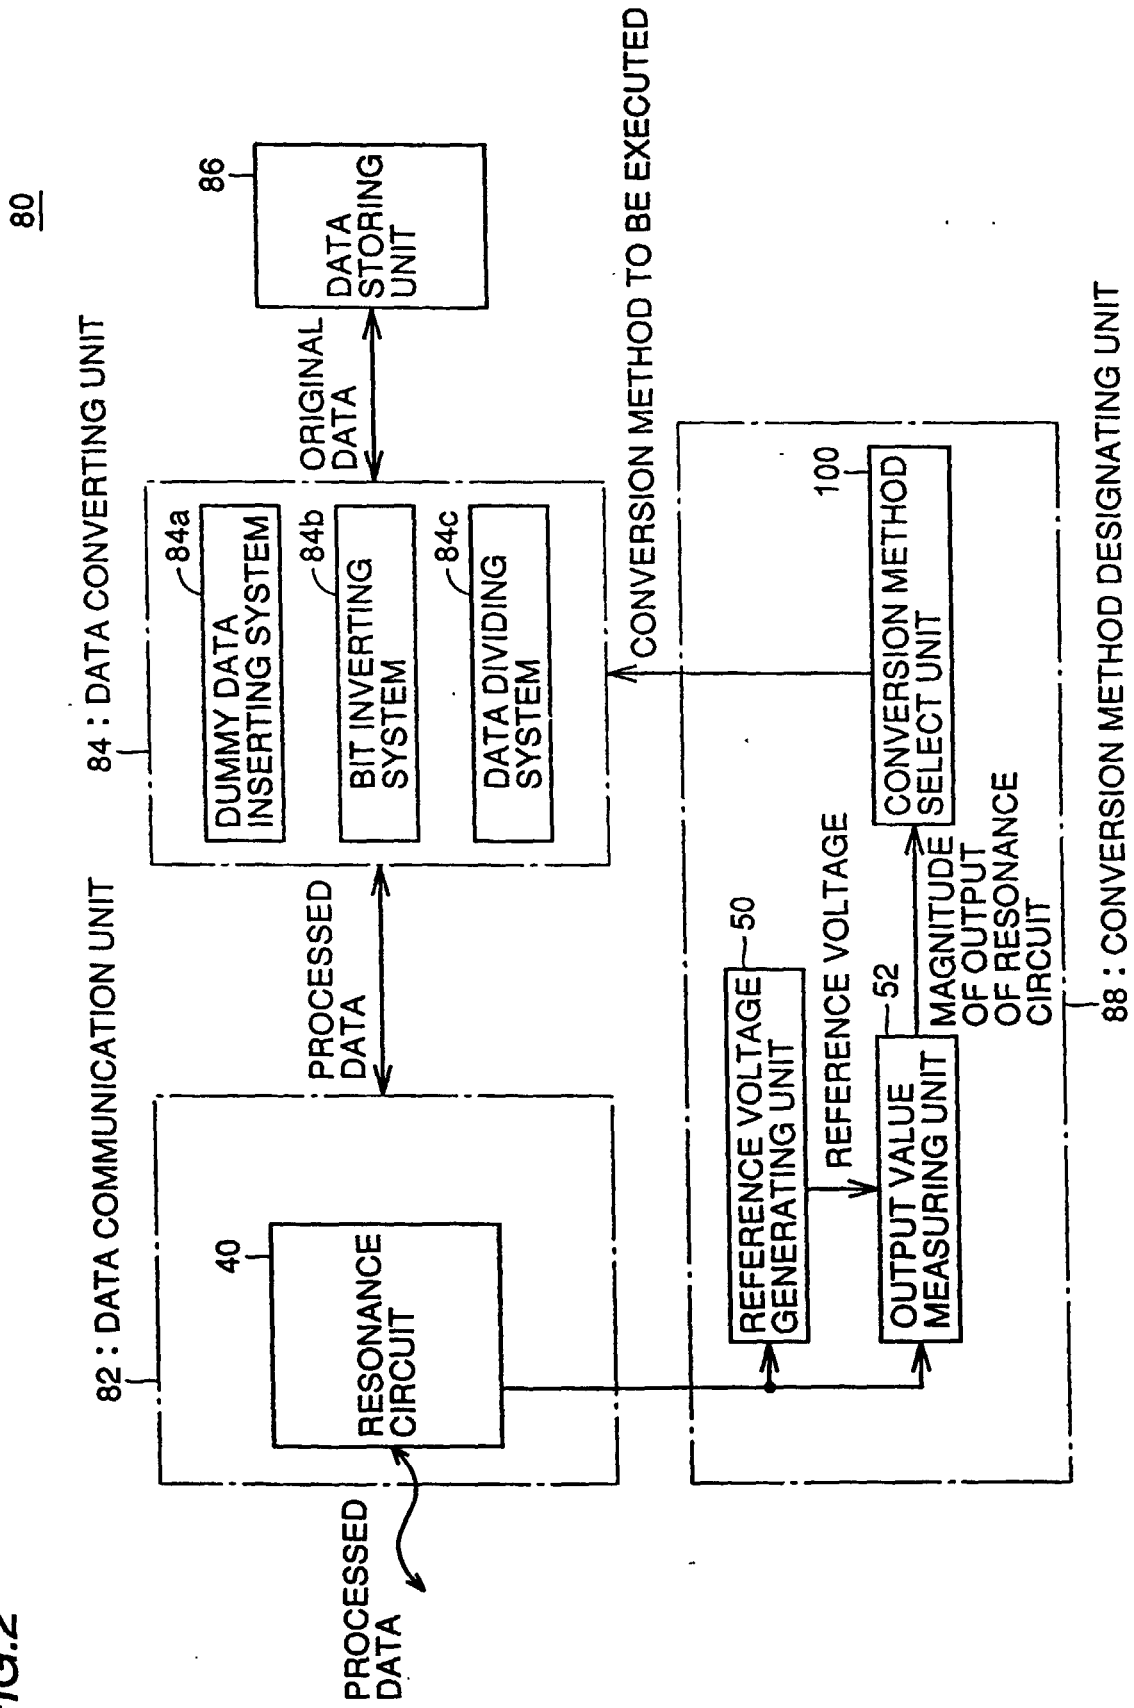 FIG.2
80
82 : DATA COMMUNICATION UNIT
84 : DATA CONVERTING UNIT
40
RESONANCE
CIRCUIT
PROCESSED
DATA
PROCESSED
DATA
84a
DUMMY DATA
INSERTING SYSTEM
84b
BIT INVERTING
SYSTEM
84c
DATA DIVIDING
SYSTEM
ORIGINAL
DATA
86
DATA
STORING
UNIT
CONVERSION METHOD TO BE EXECUTED
50
REFERENCE VOLTAGE
GENERATING UNIT
REFERENCE VOLTAGE
52
OUTPUT VALUE
MEASURING UNIT
MAGNITUDE
OF OUTPUT
OF RESONANCE
CIRCUIT
100
CONVERSION METHOD
SELECT UNIT
88 : CONVERSION METHOD DESIGNATING UNIT